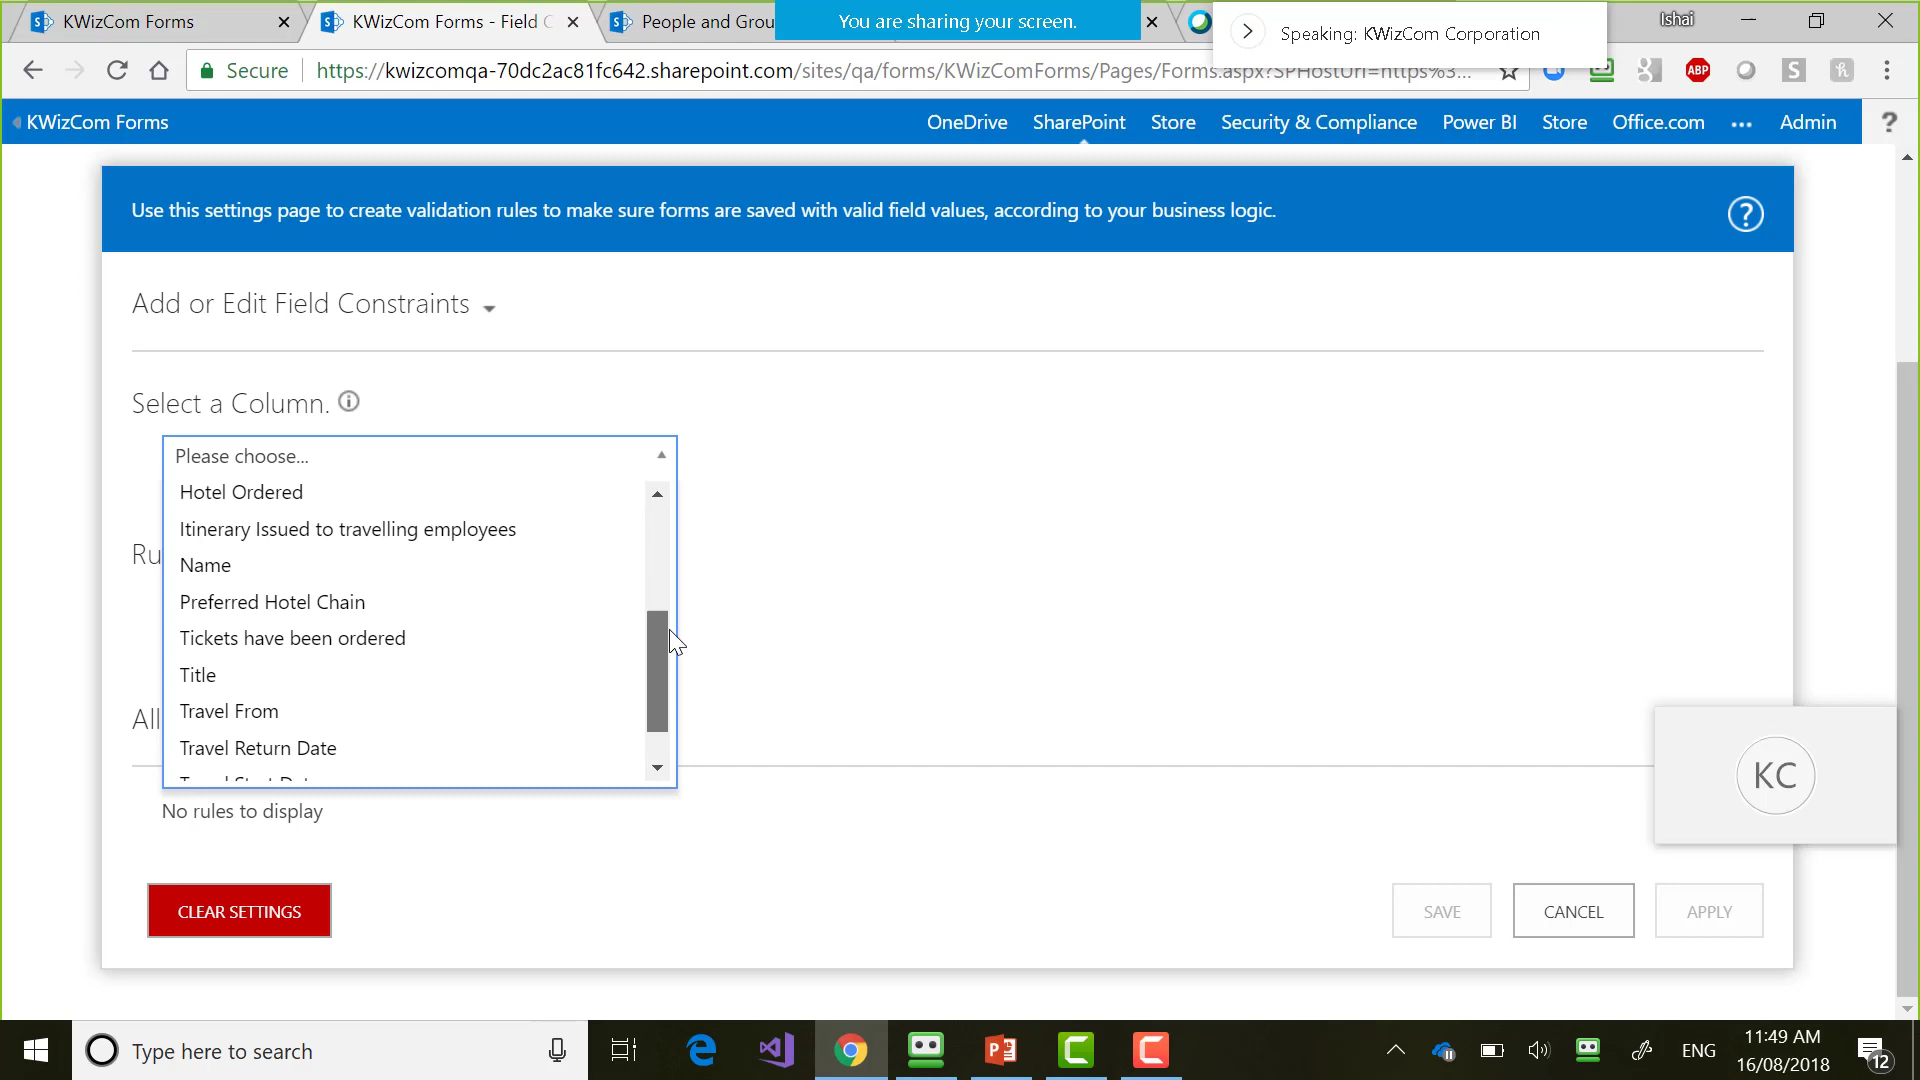 KWizCom Forms
KWizCom Forms - Field C
People and Grou
You are sharing your screen.
Speaking: KWizCom Corporation
Ishai
Secure
https://kwizcomqa-70dc2ac81fc642.sharepoint.com/sites/qa/forms/KWizComForms/Pages/Forms.aspx?SPHostUrl=https%3...
ABP
KWizCom Forms
OneDrive
SharePoint
Store
Security & Compliance
Power BI
Store
Office.com
...
Admin
?
Use this settings page to create validation rules to make sure forms are saved with valid field values, according to your business logic.
?
Add or Edit Field Constraints
Select a Column.
Please choose...
Hotel Ordered
Itinerary Issued to travelling employees
Ru
Name
Preferred Hotel Chain
Tickets have been ordered
Title
All
Travel From
Travel Return Date
KC
No rules to display
CLEAR SETTINGS
SAVE
CANCEL
APPLY
Type here to search
ENG
11:49 AM
16/08/2018
12